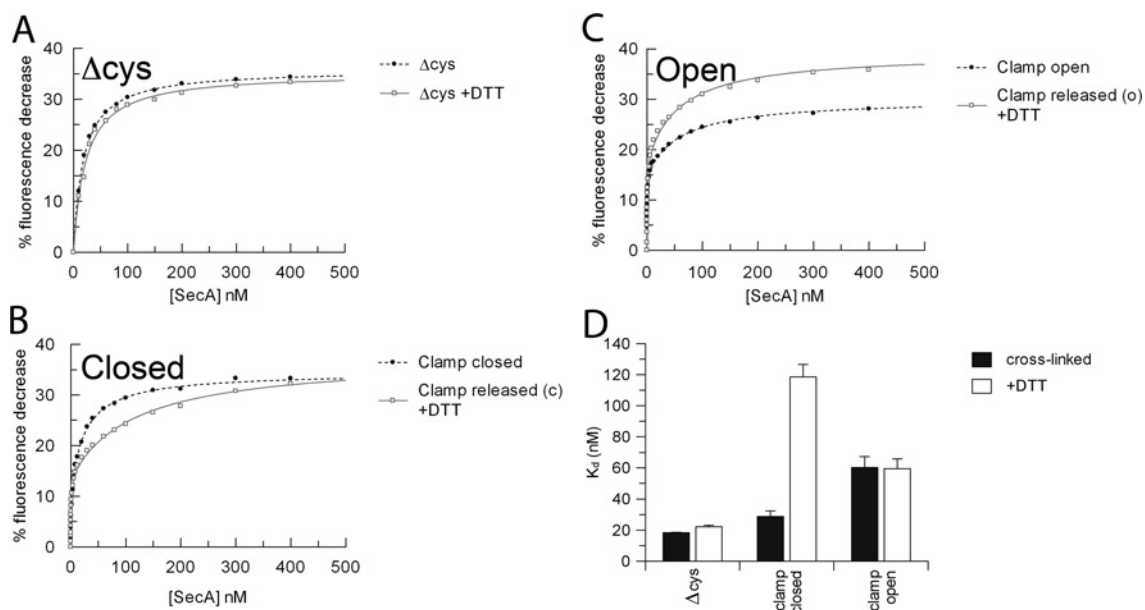 A
Δcys
% fluorescence decrease
40
30
20
10
0
0 100 200 300 400 500
[SecA] nM
Δcys
Δcys +DTT
B
Closed
% fluorescence decrease
40
30
20
10
0
0 100 200 300 400 500
[SecA] nM
Clamp closed
Clamp released (c)
+DTT
C
Open
% fluorescence decrease
40
30
20
10
0
0 100 200 300 400 500
[SecA] nM
Clamp open
Clamp released (o)
+DTT
D
Kd (nM)
140
120
100
80
60
40
20
0
Δcys
clamp
closed
clamp
open
cross-linked
+DTT